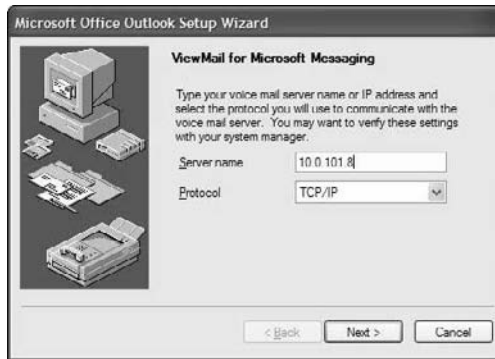 Microsoft Office Outlook Setup Wizard
ViewMail for Microsoft Messaging
Type your voice mail server name or IP address and
select the protocol you will use to communicate with the
voice mail server. You may want to verify these settings
with your system manager.
Server name 10.0.101.8
Protocol TCP/IP
< Back Next > Cancel